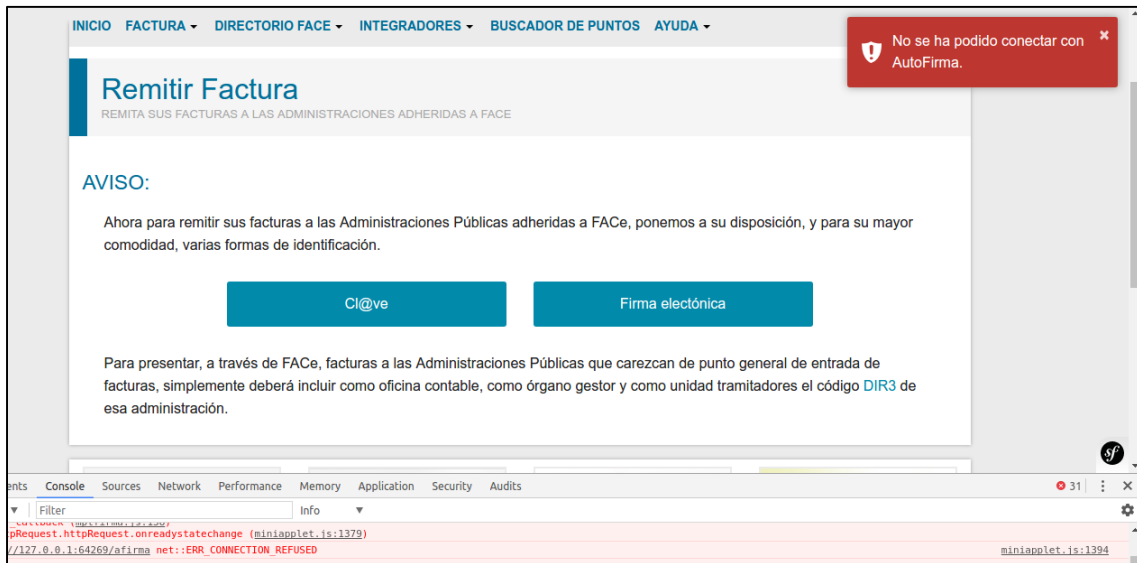 INICIO FACTURA DIRECTORIO FACE INTEGRADORES BUSCADOR DE PUNTOS AYUDA
No se ha podido conectar con
AutoFirma.
Remitir Factura
REMITA SUS FACTURAS A LAS ADMINISTRACIONES ADHERIDAS A FACE
AVISO:
Ahora para remitir sus facturas a las Administraciones Públicas adheridas a FACe, ponemos a su disposición, y para su mayor
comodidad, varias formas de identificación.
Cl@ve Firma electónica
Para presentar, a través de FACe, facturas a las Administraciones Públicas que carezcan de punto general de entrada de
facturas, simplemente deberá incluir como oficina contable, como órgano gestor y como unidad tramitadores el código DIR3 de
esa administración.
sf
ents Console Sources Network Performance Memory Application Security Audits 31
Filter Info
tpRequest.httpRequest.onreadystatechange (miniapplet.js:1379)
//127.0.0.1:64269/afirma net::ERR_CONNECTION_REFUSED miniapplet.js:1394